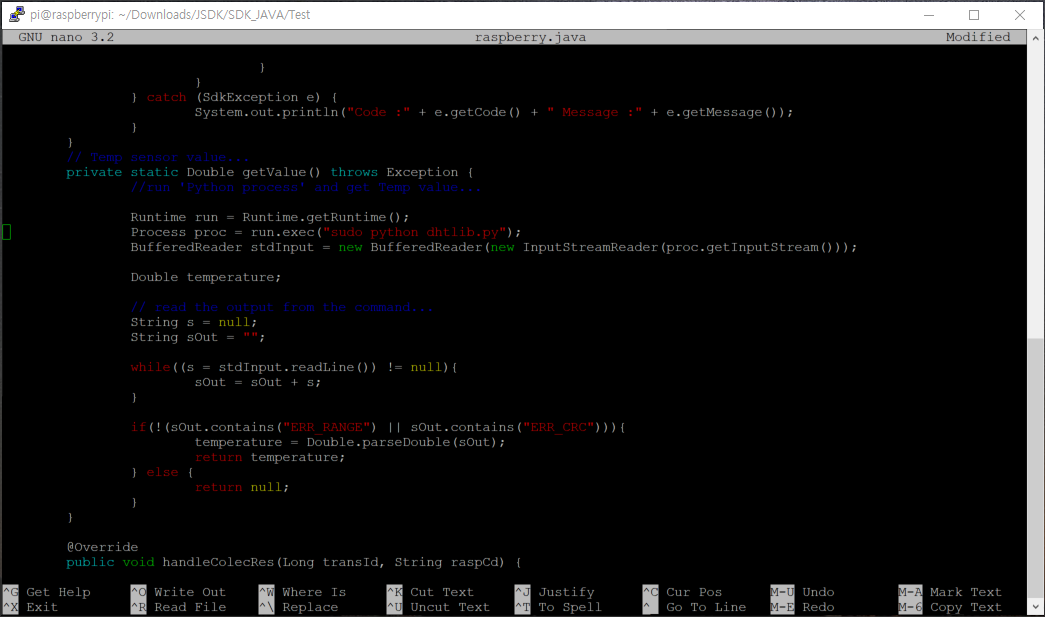 pi@raspberrypi: ~/Downloads/JSDK/SDK_JAVA/Test
GNU nano 3.2 raspberry.java Modified
}
}
} catch (SdkException e) {
System.out.println("Code :" + e.getCode() + " Message :" + e.getMessage());
}
}
// Temp sensor value...
private static Double getValue() throws Exception {
//run 'Python process' and got Temp value...
Runtime run = Runtime.getRuntime();
Process proc = run.exec("sudo python dhtlib.py");
BufferedReader stdInput = new BufferedReader(new InputStreamReader(proc.getInputStream()));
Double temperature;
// read the output from the command...
String s = null;
String sOut = "";
while((s = stdInput.readLine()) != null){
sOut = sOut + s;
}
if(!(sOut.contains("ERR_RANGE") || sOut.contains("ERR_CRC"))){
temperature = Double.parseDouble(sOut);
return temperature;
} else {
return null;
}
}
@Override
public void handleColecRes(Long transId, String raspCd) {
^G Get Help ^O Write Out ^W Where Is ^K Cut Text ^J Justify ^C Cur Pos M-U Undo M-A Mark Text
^X Exit ^R Read File ^\ Replace ^U Uncut Text ^T To Spell ^_ Go To Line M-E Redo M-6 Copy Text